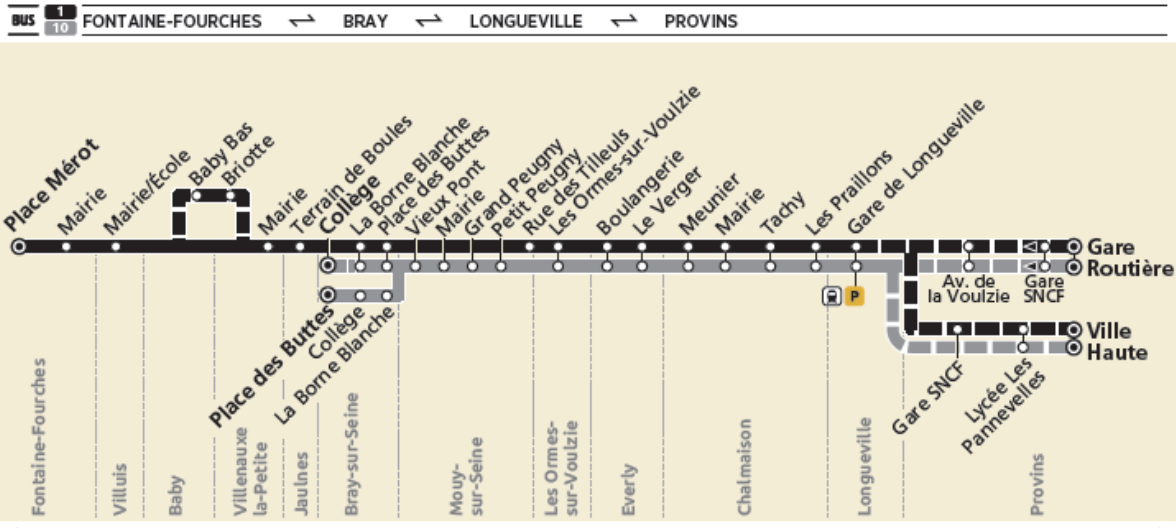 BUS 1 10 FONTAINE-FOURCHES ⇌ BRAY ⇌ LONGUEVILLE ⇌ PROVINS
Place Mérot
Mairie
Mairie/École
Baby Bas
Briotte
Mairie
Terrain de Boules
Collège
La Borne Blanche
Place des Buttes
Vieux Pont
Mairie
Grand Peugny
Petit Peugny
Rue des Tilleuls
Les Ormes-sur-Voulzie
Boulangerie
Le Verger
Meunier
Mairie
Tachy
Les Praillons
Gare de Longueville
Gare
Routière
Av. de
la Voulzie
Gare
SNCF
P
Ville
Haute
Place des Buttes
Collège
La Borne Blanche
Gare SNCF
Lycée Les
Pannevelles
Fontaine-Fourches
Villuis
Baby
Villenauxe
la-Petite
Jaulnes
Bray-sur-Seine
Mouy-
sur-Seine
Les Ormes-
sur-Voulzie
Everly
Chalmaison
Longueville
Provins